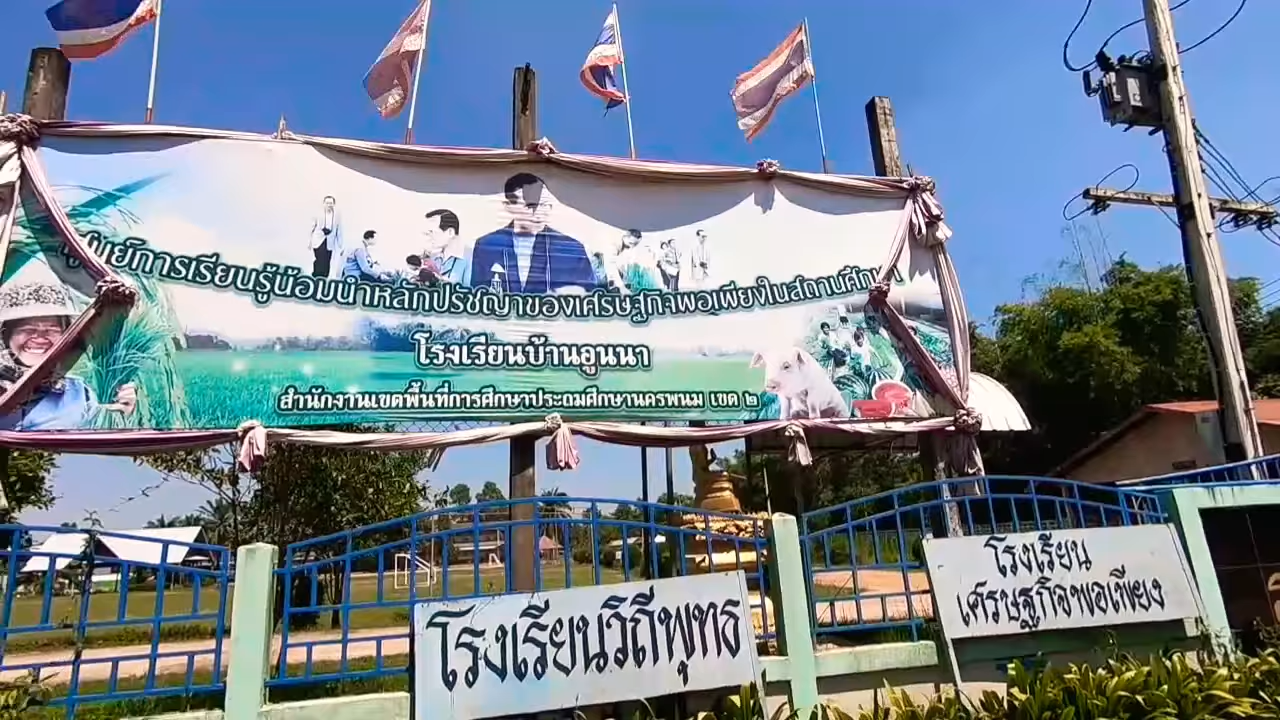 ศูนย์การเรียนรู้น้อมนำหลักปรัชญาของเศรษฐกิจพอเพียงในสถานศึกษา
โรงเรียนบ้านอูนนา
สำนักงานเขตพื้นที่การศึกษาประถมศึกษานครพนม เขต ๒
โรงเรียนวิถีพุทธ
โรงเรียน
เศรษฐกิจพอเพียง